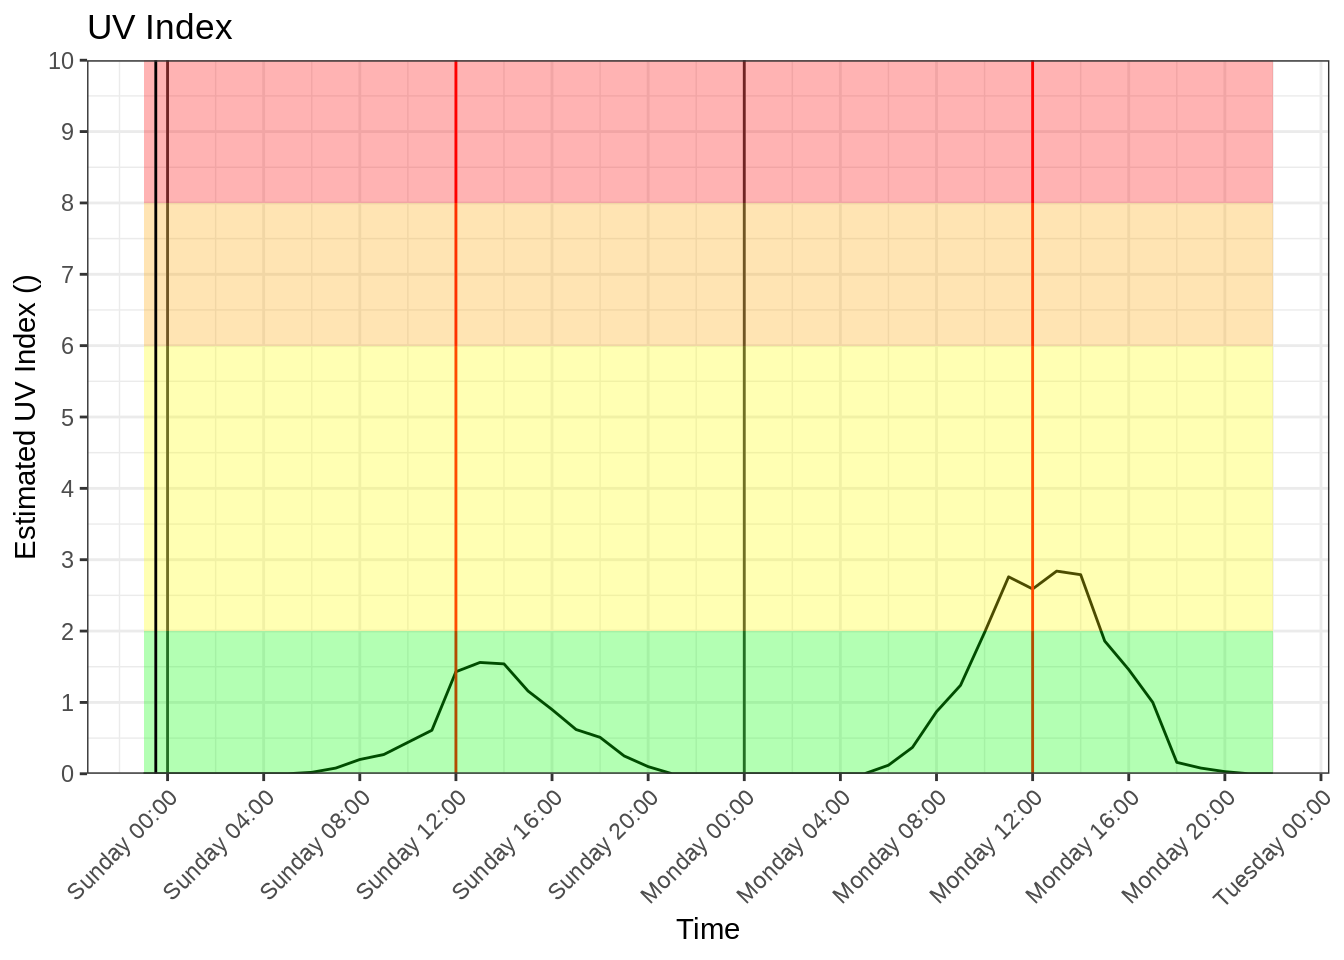 UV Index
Estimated UV Index ()
10
9
8
7
6
5
4
3
2
1
0
Sunday 00:00
Sunday 04:00
Sunday 08:00
Sunday 12:00
Sunday 16:00
Sunday 20:00
Monday 00:00
Monday 04:00
Monday 08:00
Monday 12:00
Monday 16:00
Monday 20:00
Tuesday 00:00
Time